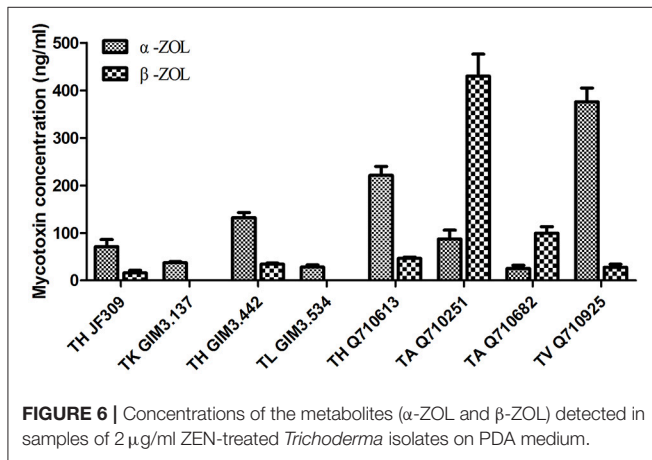 Mycotoxin concentration (ng/ml)
500
400
300
200
100
0
α -ZOL
β -ZOL
TH JF309
TK GIM3.137
TH GIM3.442
TL GIM3.534
TH Q710613
TA Q710251
TA Q710682
TV Q710925
FIGURE 6 | Concentrations of the metabolites (α-ZOL and β-ZOL) detected in
samples of 2 μg/ml ZEN-treated Trichoderma isolates on PDA medium.